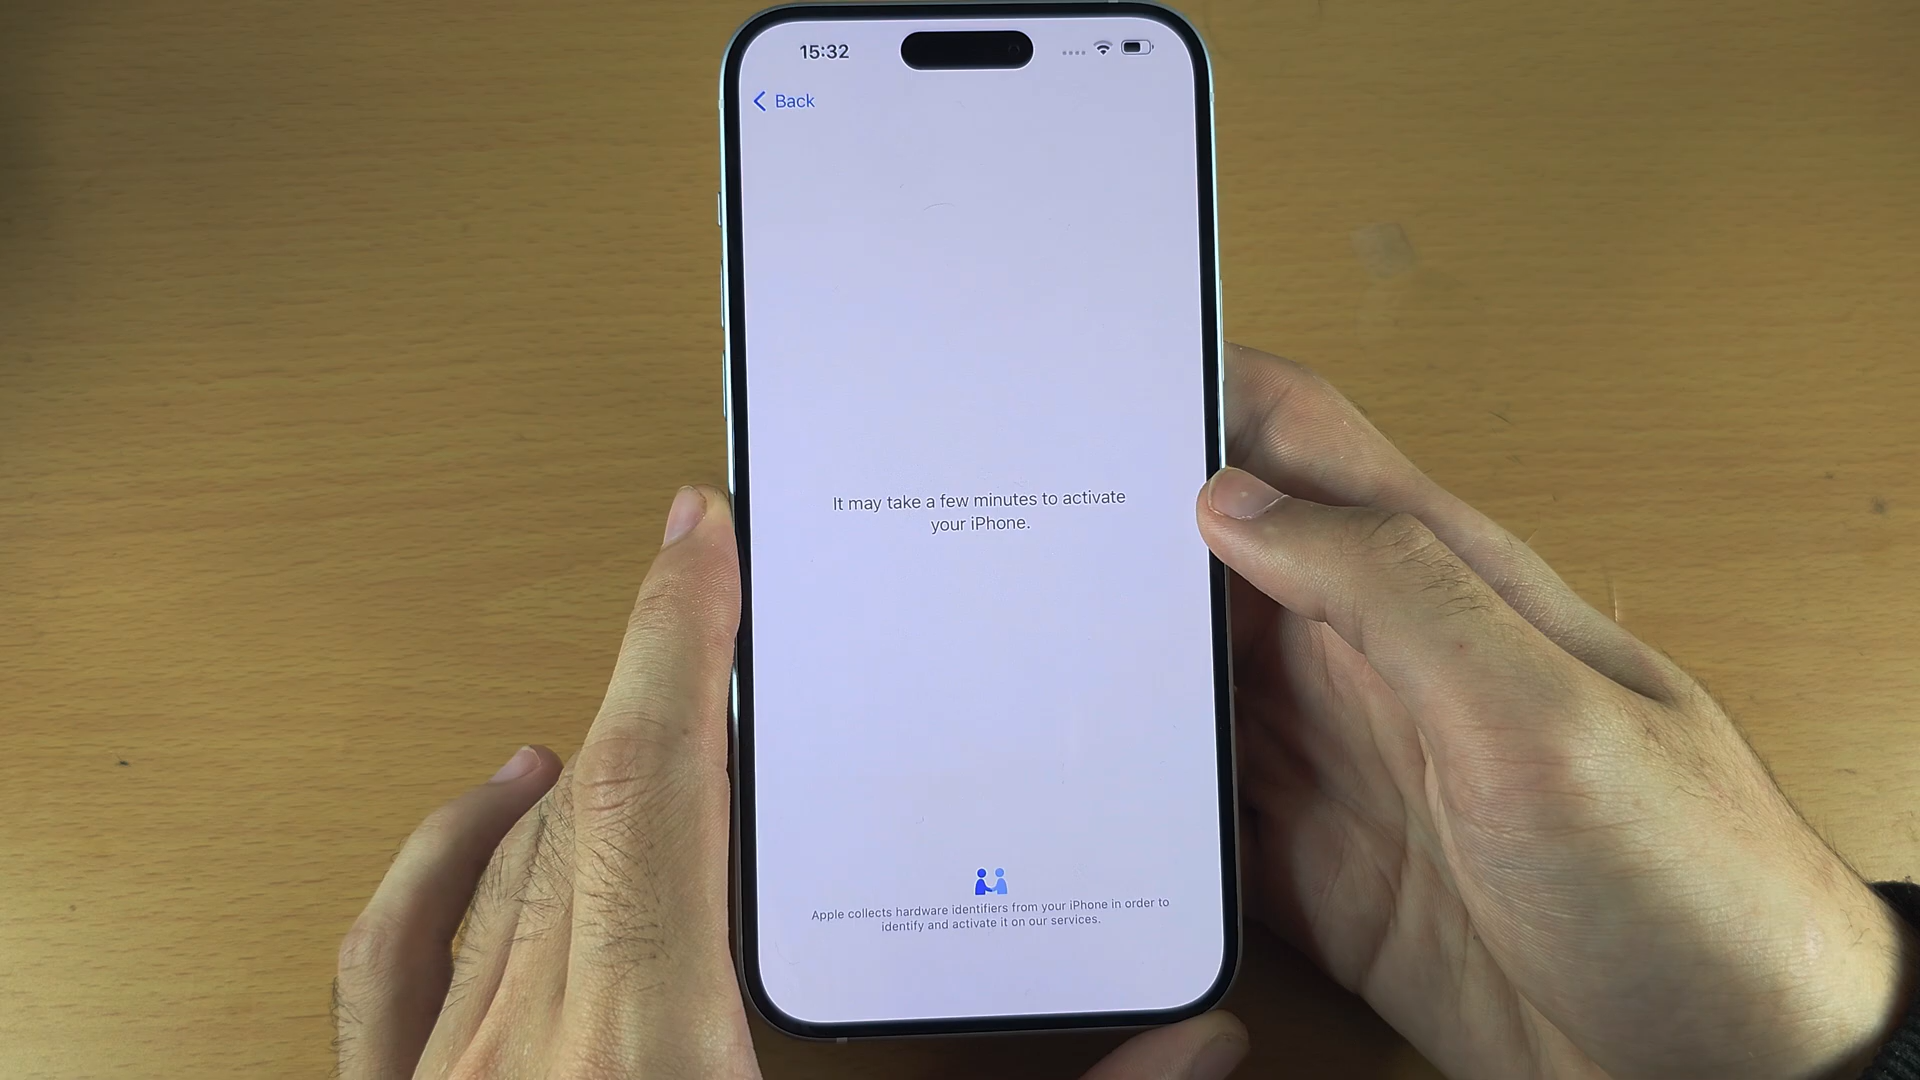 15:32
Back
It may take a few minutes to activate
your iPhone.
Apple collects hardware identifiers from your iPhone in order to
identify and activate it on our services.